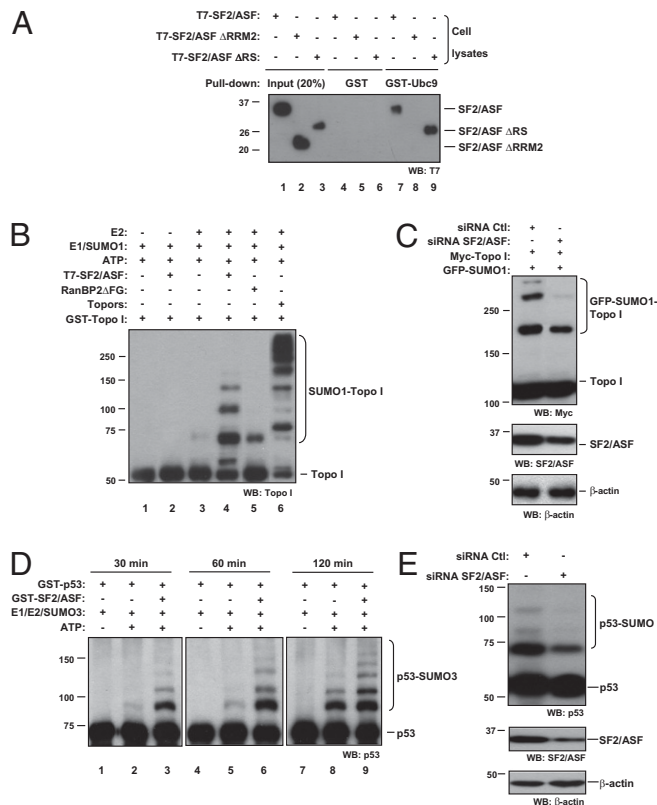 A
T7-SF2/ASF: + - - + - - + - -
T7-SF2/ASF ΔRRM2: - + - - + - - + -
T7-SF2/ASF ΔRS: - - + - - + - - +
Cell
lysates
Pull-down: Input (20%) GST GST-Ubc9
37
26
20
SF2/ASF
SF2/ASF ΔRS
SF2/ASF ΔRRM2
WB: T7
1 2 3 4 5 6 7 8 9
B
E2: - - + + + +
E1/SUMO1: + + + + + +
ATP: + + + + + +
T7-SF2/ASF: - + - + - -
RanBP2ΔFG: - - - - + -
Topors: - - - - - +
GST-Topo I: + + + + + +
250
150
100
75
50
SUMO1-Topo I
Topo I
WB: Topo I
1 2 3 4 5 6
C
siRNA Ctl: + -
siRNA SF2/ASF: - +
Myc-Topo I: + +
GFP-SUMO1: + +
250
150
100
GFP-SUMO1-
Topo I
Topo I
WB: Myc
37
SF2/ASF
WB: SF2/ASF
50
β-actin
WB: β-actin
D
30 min 60 min 120 min
GST-p53: + + + + + + + + +
GST-SF2/ASF: - - + - - + - - +
E1/E2/SUMO3: + + + + + + + + +
ATP: - + + - + + - + +
150
100
75
p53-SUMO3
p53
WB: p53
1 2 3 4 5 6 7 8 9
E
siRNA Ctl: + -
siRNA SF2/ASF: - +
150
100
75
50
p53-SUMO
p53
WB: p53
37
SF2/ASF
WB: SF2/ASF
50
β-actin
WB: β-actin